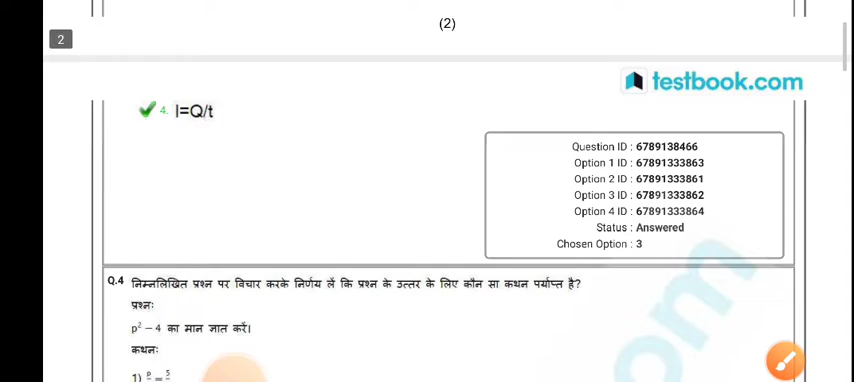 (2)
2
testbook.com
4. I=Q/t
Question ID : 6789138466
Option 1 ID : 67891333863
Option 2 ID : 67891333861
Option 3 ID : 67891333862
Option 4 ID : 67891333864
Status : Answered
Chosen Option : 3
Q.4 निम्नलिखित प्रश्न पर विचार करके निर्णय लें कि प्रश्न के उत्तर के लिए कौन सा कथन पर्याप्त है?
प्रश्नः
p² − 4 का मान ज्ञात करें।
कथनः
1) p = 5